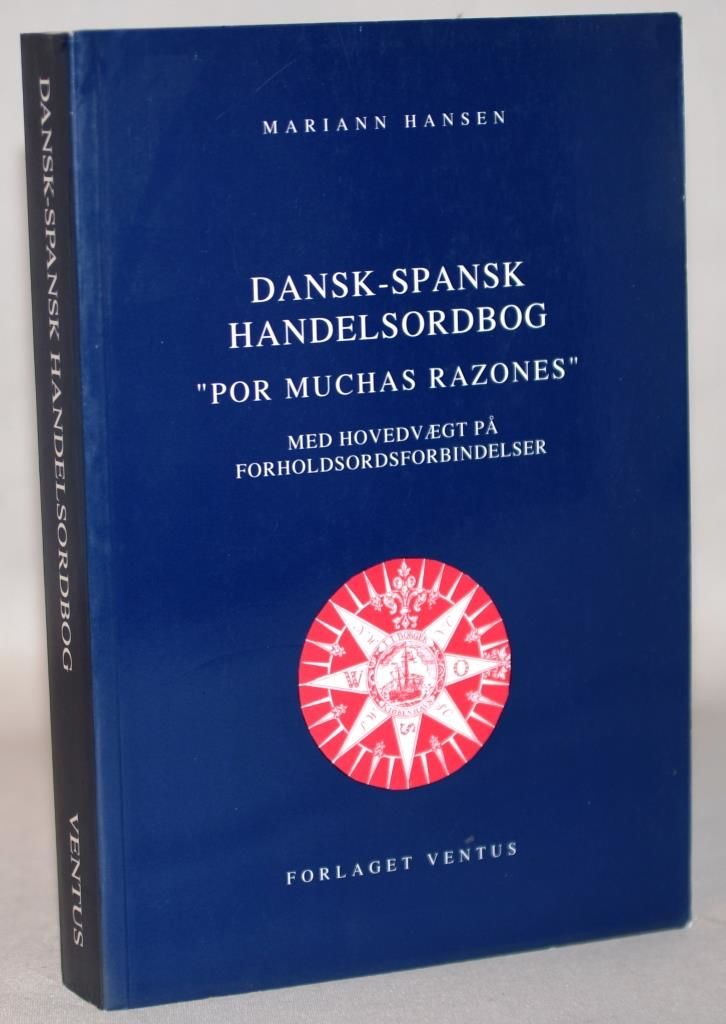 MARIANN HANSEN
DANSK-SPANSK
HANDELSORDBOG
"POR MUCHAS RAZONES"
MED HOVEDVÆGT PÅ
FORHOLDSORDSFORBINDELSER
W
O
S
FORLAGET VENTUS
DANSK-SPANSK HANDELSORDBOG
VENTUS